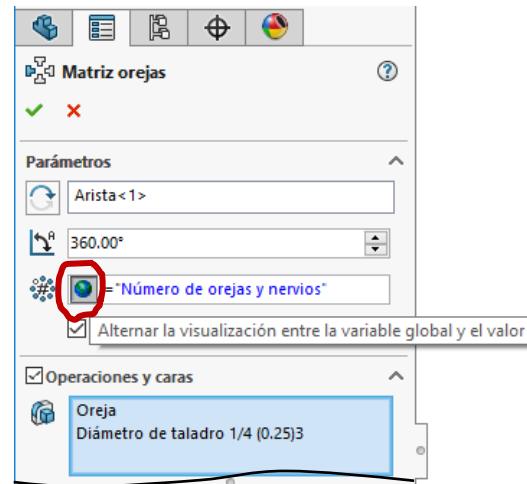 Matriz orejas
Parámetros
Arista<1>
A
360.00°
# ="Número de orejas y nervios"
Alternar la visualización entre la variable global y el valor
Operaciones y caras
Oreja
Diámetro de taladro 1/4 (0.25)3